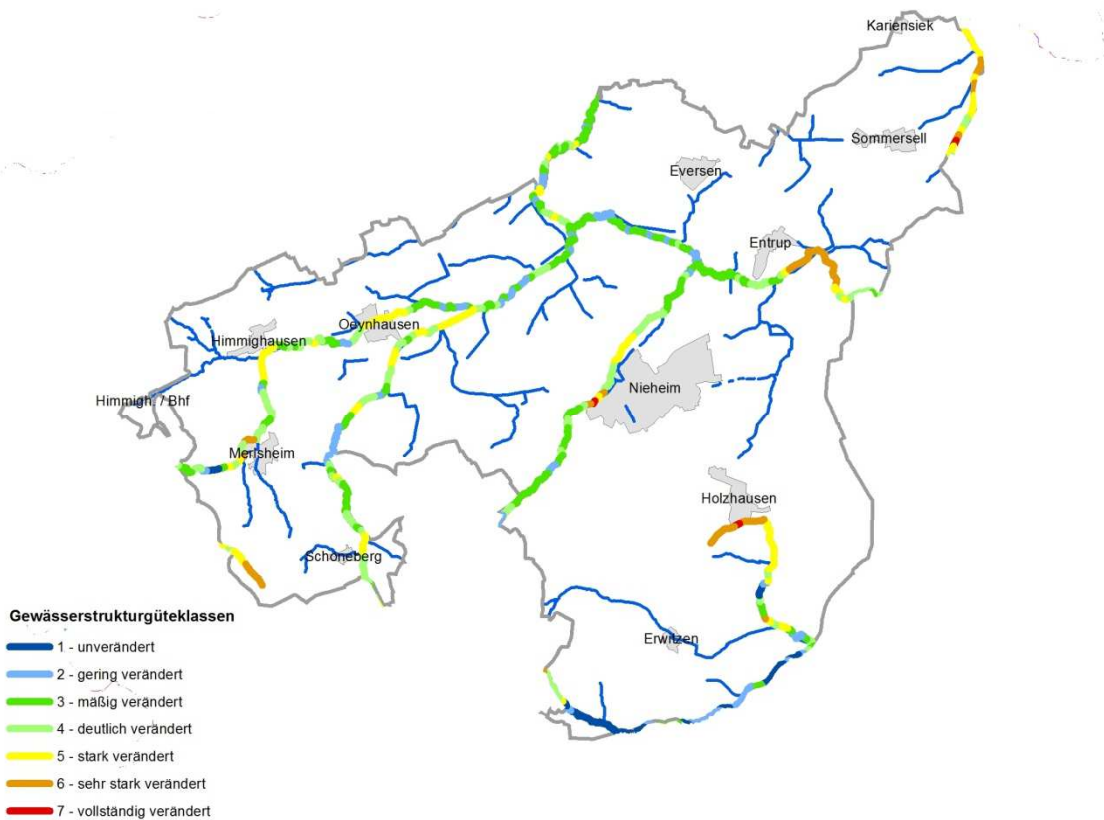 Kariensiek
Sommersell
Eversen
Entrup
Oeynhausen
Himmighausen
Nieheim
Himmigh. / Bhf
Merlsheim
Holzhausen
Schöneberg
Erwitzen
Gewässerstrukturgüteklassen
1 - unverändert
2 - gering verändert
3 - mäßig verändert
4 - deutlich verändert
5 - stark verändert
6 - sehr stark verändert
7 - vollständig verändert